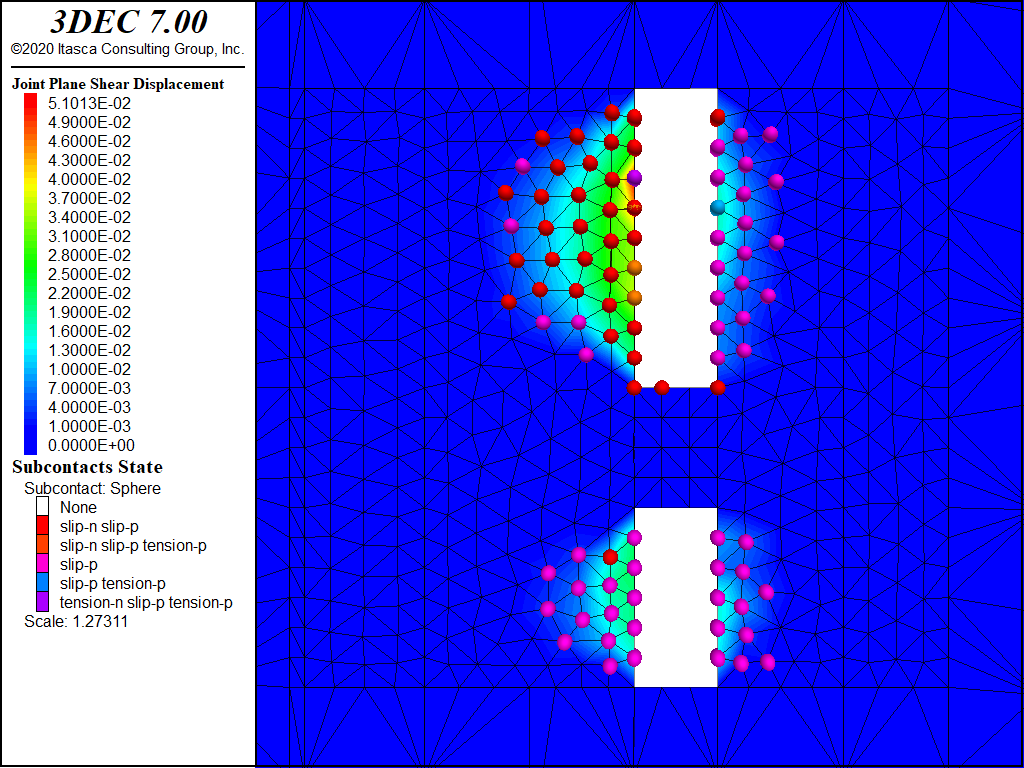 3DEC 7.00
©2020 Itasca Consulting Group, Inc.
Joint Plane Shear Displacement
5.1013E-02
4.9000E-02
4.6000E-02
4.3000E-02
4.0000E-02
3.7000E-02
3.4000E-02
3.1000E-02
2.8000E-02
2.5000E-02
2.2000E-02
1.9000E-02
1.6000E-02
1.3000E-02
1.0000E-02
7.0000E-03
4.0000E-03
1.0000E-03
0.0000E+00
Subcontacts State
Subcontact: Sphere
None
slip-n slip-p
slip-n slip-p tension-p
slip-p
slip-p tension-p
tension-n slip-p tension-p
Scale: 1.27311